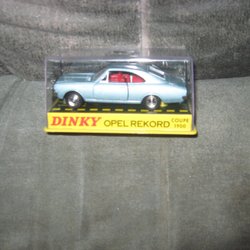 DINKY OPEL REKORD COUPE
1900